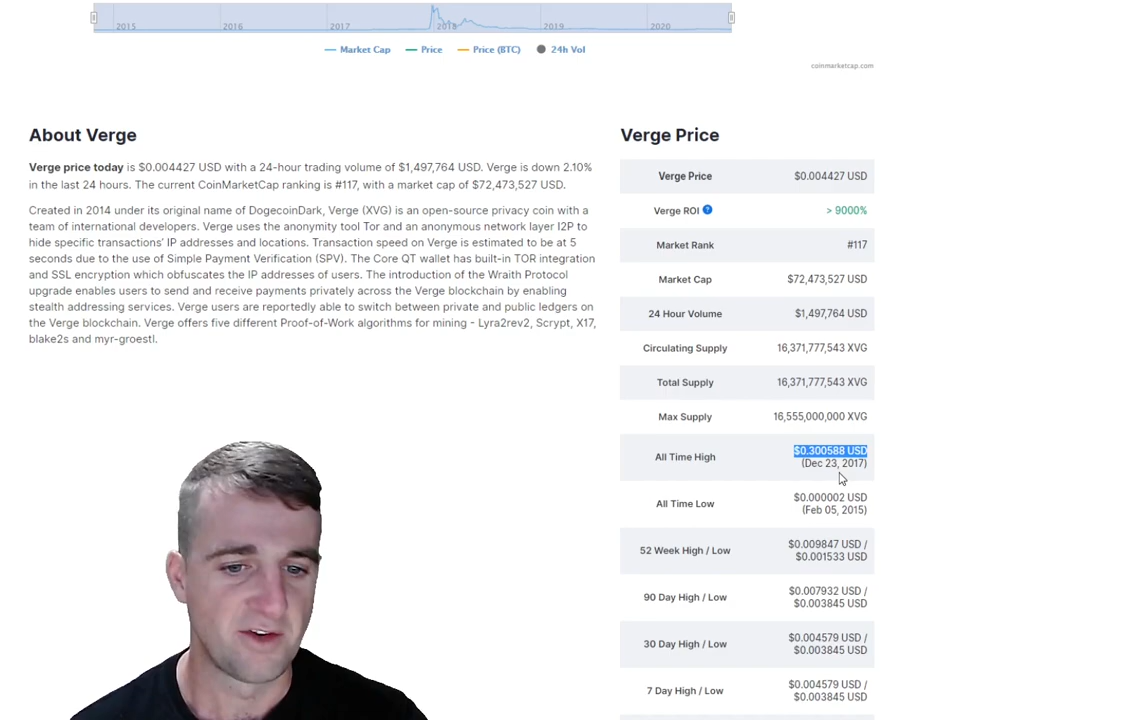 2015 2016 2017 2018 2019 2020
Market Cap Price Price (BTC) 24h Vol
coinmarketcap.com
About Verge
Verge price today is $0.004427 USD with a 24-hour trading volume of $1,497,764 USD. Verge is down 2.10%
in the last 24 hours. The current CoinMarketCap ranking is #117, with a market cap of $72,473,527 USD.
Created in 2014 under its original name of DogecoinDark, Verge (XVG) is an open-source privacy coin with a
team of international developers. Verge uses the anonymity tool Tor and an anonymous network layer I2P to
hide specific transactions' IP addresses and locations. Transaction speed on Verge is estimated to be at 5
seconds due to the use of Simple Payment Verification (SPV). The Core QT wallet has built-in TOR integration
and SSL encryption which obfuscates the IP addresses of users. The introduction of the Wraith Protocol
upgrade enables users to send and receive payments privately across the Verge blockchain by enabling
stealth addressing services. Verge users are reportedly able to switch between private and public ledgers on
the Verge blockchain. Verge offers five different Proof-of-Work algorithms for mining - Lyra2rev2, Scrypt, X17,
blake2s and myr-groestl.
Verge Price
Verge Price $0.004427 USD
Verge ROI ? > 9000%
Market Rank #117
Market Cap $72,473,527 USD
24 Hour Volume $1,497,764 USD
Circulating Supply 16,371,777,543 XVG
Total Supply 16,371,777,543 XVG
Max Supply 16,555,000,000 XVG
All Time High $0.300588 USD
(Dec 23, 2017)
All Time Low $0.000002 USD
(Feb 05, 2015)
52 Week High / Low $0.009847 USD /
$0.001533 USD
90 Day High / Low $0.007932 USD /
$0.003845 USD
30 Day High / Low $0.004579 USD /
$0.003845 USD
7 Day High / Low $0.004579 USD /
$0.003845 USD